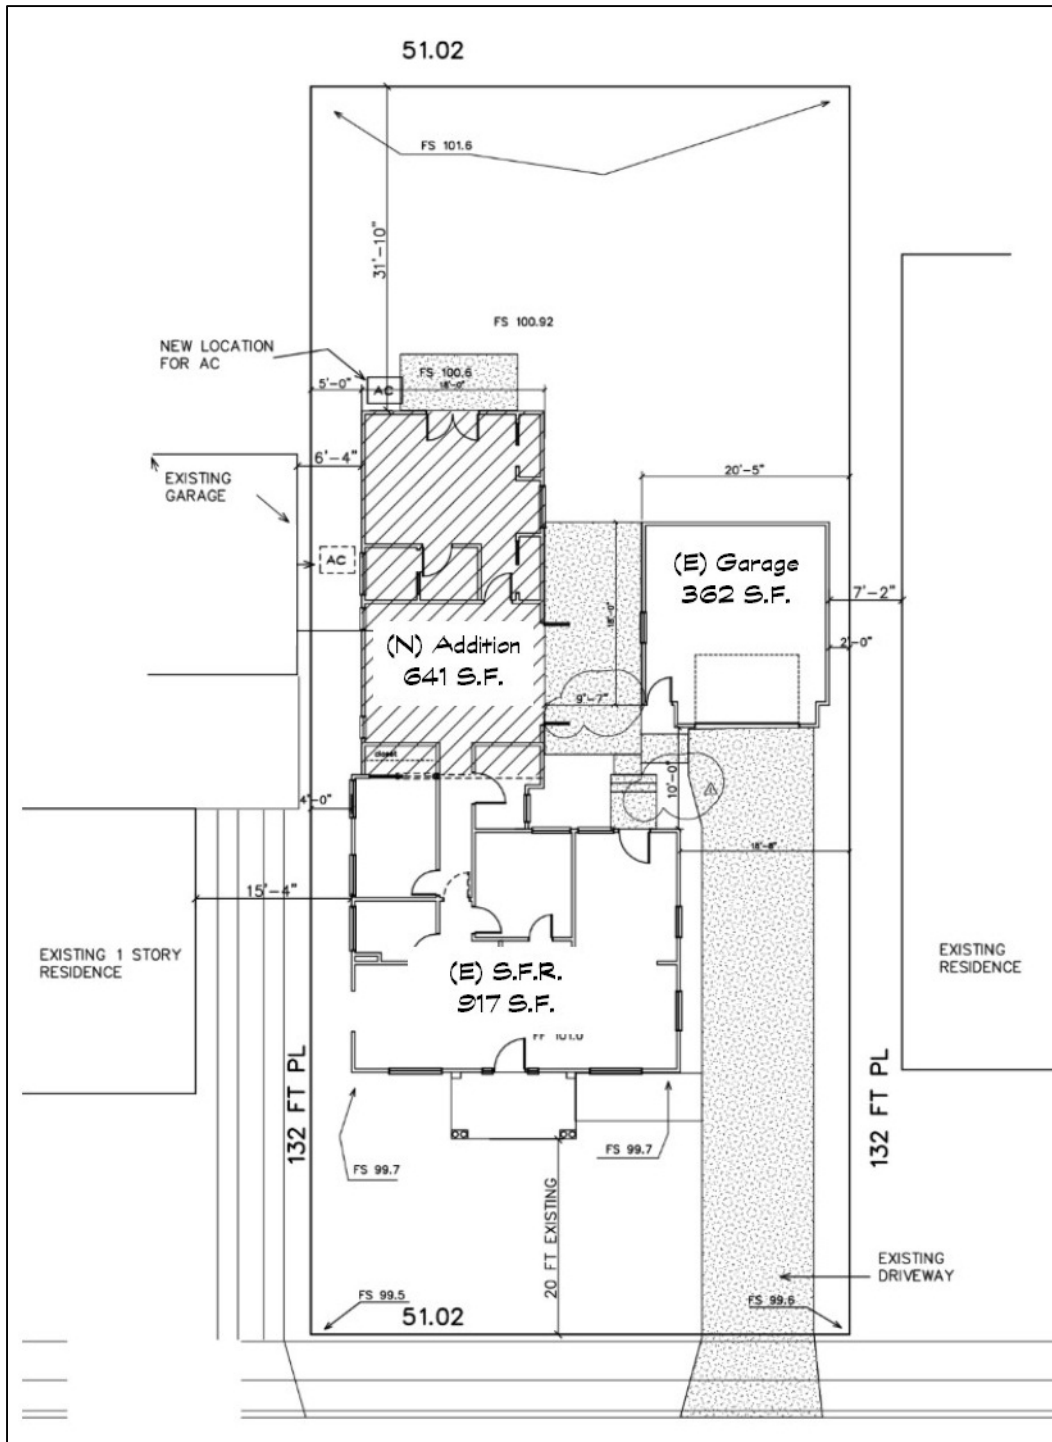 51.02
FS 101.6
31'-10"
FS 100.92
NEW LOCATION
FOR AC
FS 100.6
5'-0"
AC
18'-0"
6'-4"
EXISTING
GARAGE
20'-5"
AC
(E) Garage
362 S.F.
7'-2"
18'-0"
2'-0"
(N) Addition
641 S.F.
9'-7"
closet
10'-0"
4'-0"
15'-4"
EXISTING 1 STORY
RESIDENCE
(E) S.F.R.
917 S.F.
EXISTING
RESIDENCE
132 FT PL
132 FT PL
FS 99.7
FS 99.7
20 FT EXISTING
EXISTING
DRIVEWAY
FS 99.5
FS 99.6
51.02